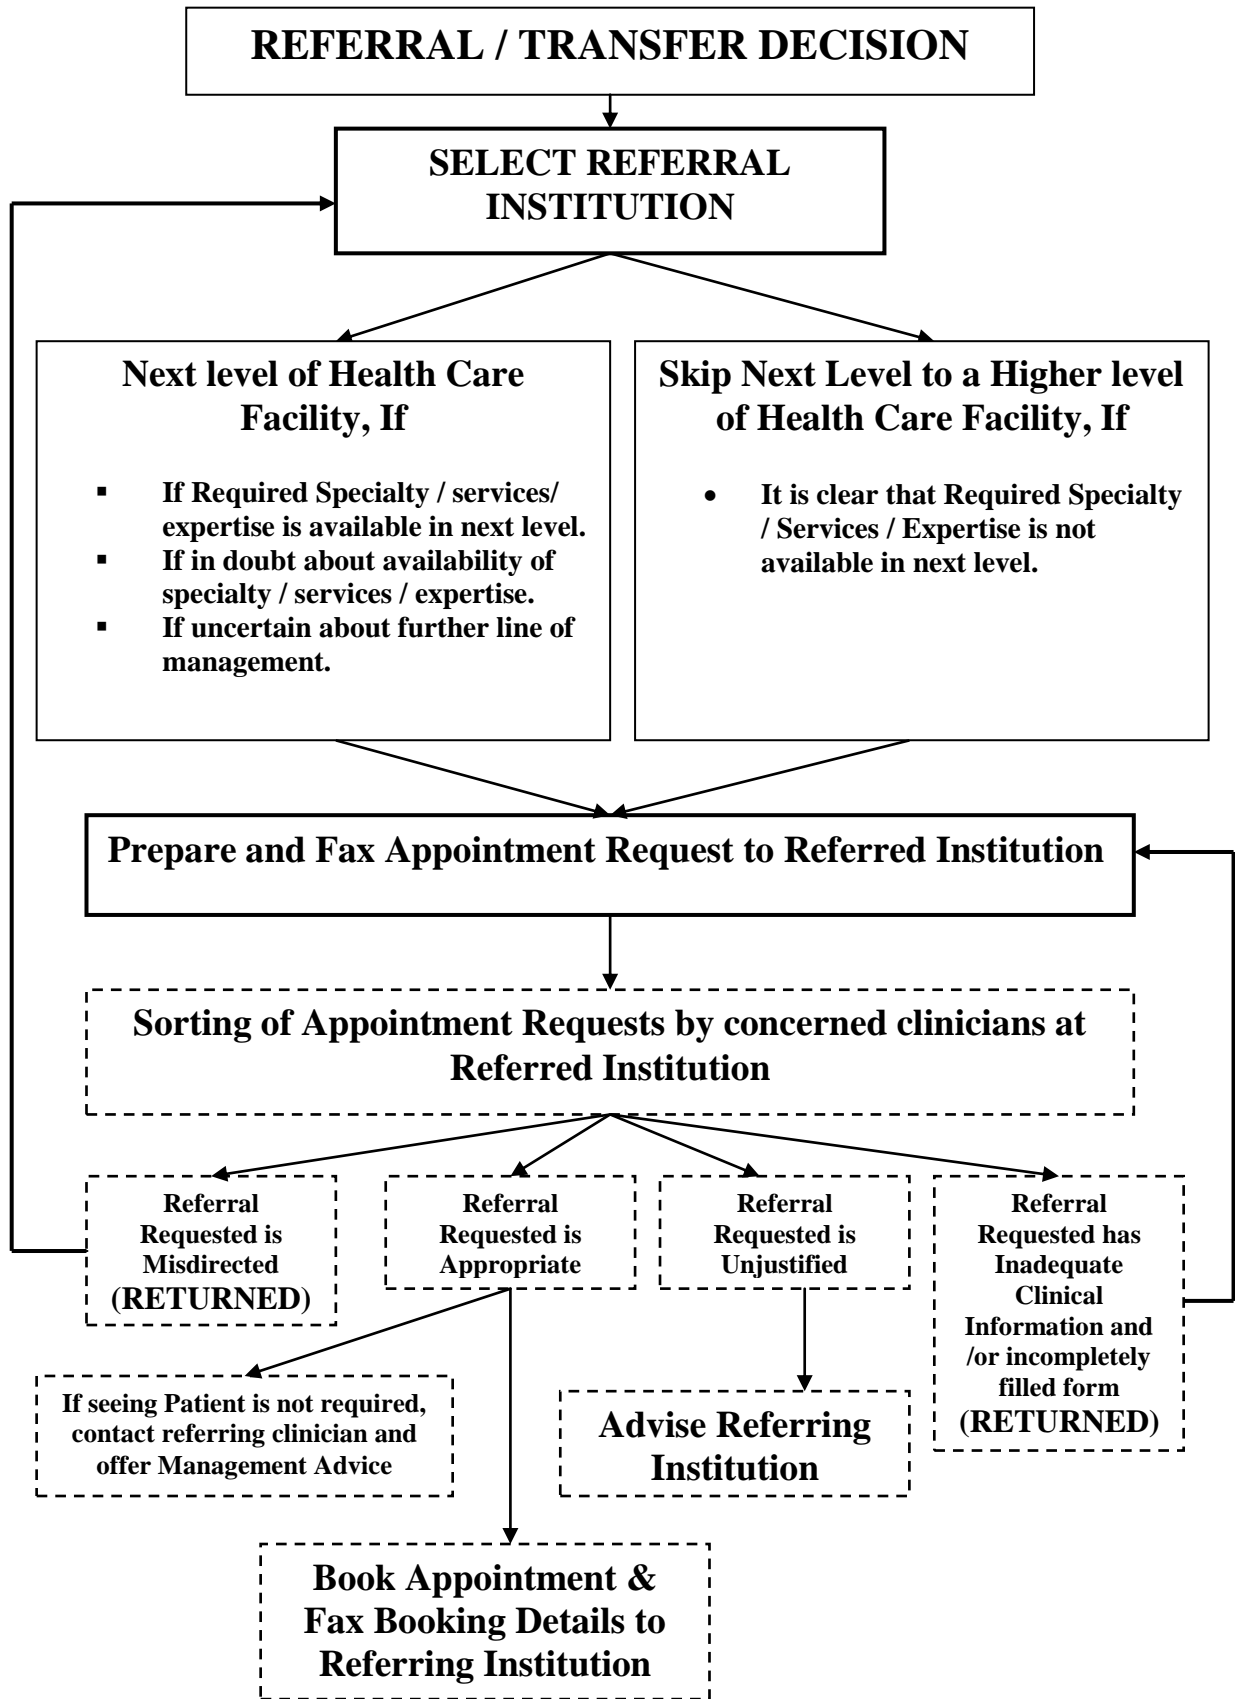 REFERRAL / TRANSFER DECISION
SELECT REFERRAL
INSTITUTION
Next level of Health Care
Facility, If
▪ If Required Specialty / services/
expertise is available in next level.
▪ If in doubt about availability of
specialty / services / expertise.
▪ If uncertain about further line of
management.
Skip Next Level to a Higher level
of Health Care Facility, If
• It is clear that Required Specialty
/ Services / Expertise is not
available in next level.
Prepare and Fax Appointment Request to Referred Institution
Sorting of Appointment Requests by concerned clinicians at
Referred Institution
Referral
Requested is
Misdirected
(RETURNED)
Referral
Requested is
Appropriate
Referral
Requested is
Unjustified
Referral
Requested has
Inadequate
Clinical
Information and
/or incompletely
filled form
(RETURNED)
If seeing Patient is not required,
contact referring clinician and
offer Management Advice
Advise Referring
Institution
Book Appointment &
Fax Booking Details to
Referring Institution